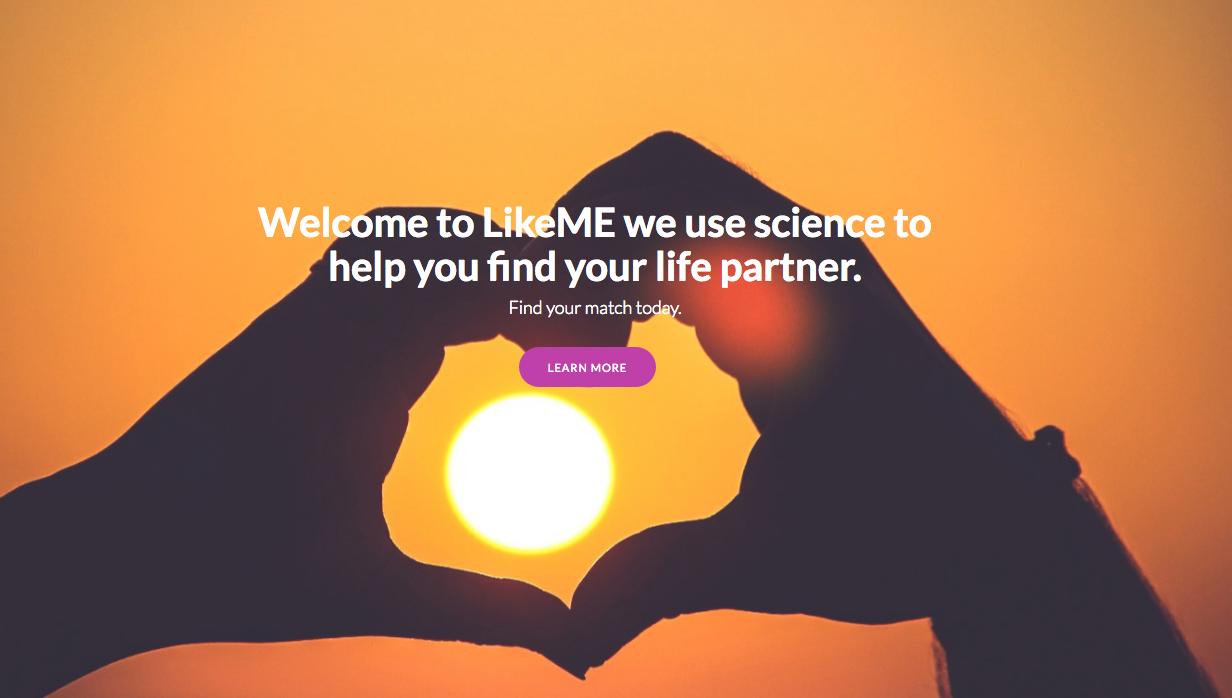 Welcome to LikeME we use science to
help you find your life partner.
Find your match today.
LEARN MORE